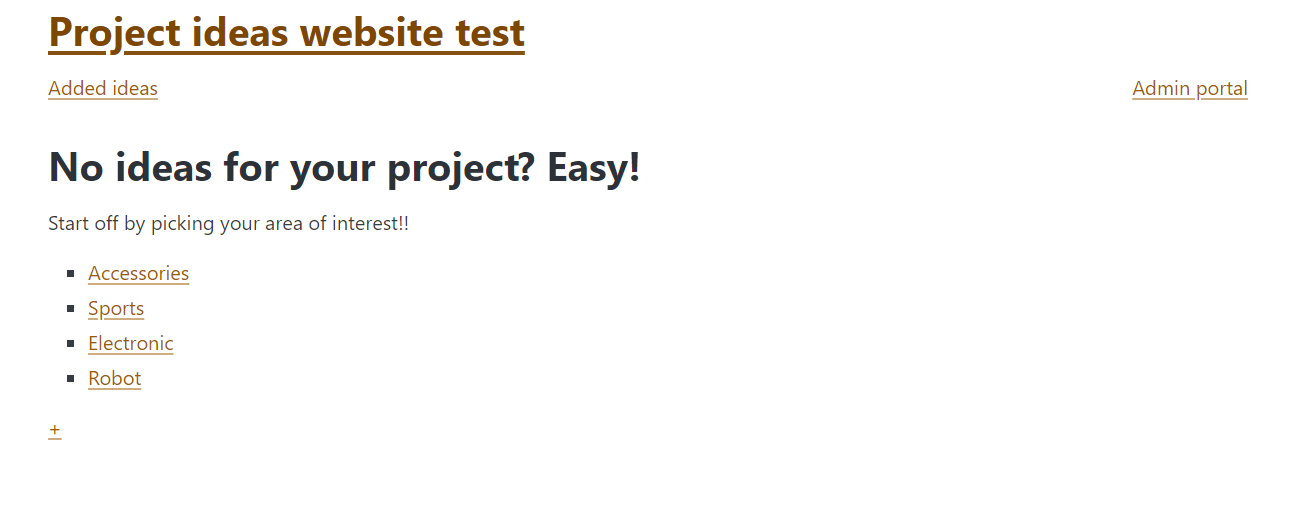 Project ideas website test
Added ideas
Admin portal
No ideas for your project? Easy!
Start off by picking your area of interest!!
Accessories
Sports
Electronic
Robot
+